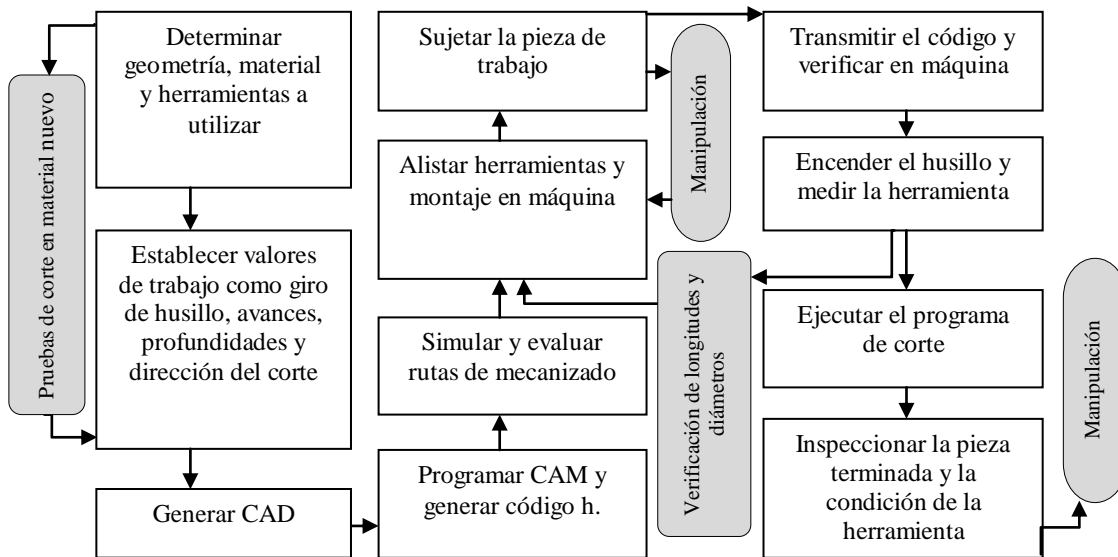 Pruebas de corte en material nuevo
Determinar
geometría, material
y herramientas a
utilizar
Establecer valores
de trabajo como giro
de husillo, avances,
profundidades y
dirección del corte
Generar CAD
Programar CAM y
generar código h.
Simular y evaluar
rutas de mecanizado
Alistar herramientas y
montaje en máquina
Sujetar la pieza de
trabajo
Manipulación
Verificación de longitudes y
diámetros
Transmitir el código y
verificar en máquina
Encender el husillo y
medir la herramienta
Ejecutar el programa
de corte
Inspeccionar la pieza
terminada y la
condición de la
herramienta
Manipulación